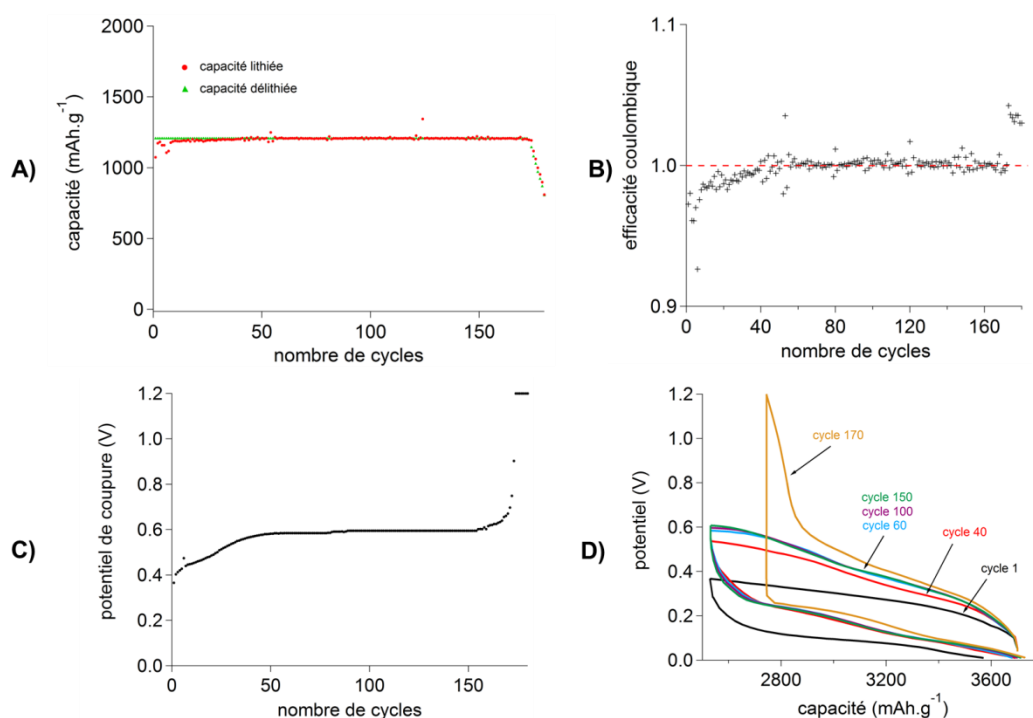 A)
capacité (mAh.g⁻¹)
2000
1500
1000
500
0
capacité lithiée
capacité délithiée
0
50
100
150
nombre de cycles
B)
efficacité coulombique
1.1
1.0
0.9
0
40
80
120
160
nombre de cycles
C)
potentiel de coupure (V)
1.2
1.0
0.8
0.6
0.4
0.2
0.0
0
50
100
150
nombre de cycles
D)
potentiel (V)
1.2
1.0
0.8
0.6
0.4
0.2
0.0
cycle 170
cycle 150
cycle 100
cycle 60
cycle 40
cycle 1
2800
3200
3600
capacité (mAh.g⁻¹)